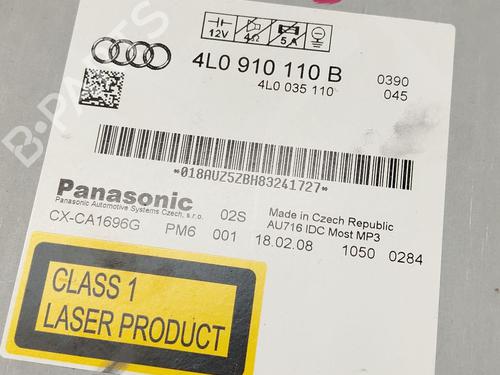 12V 4Ω 5 A
4L0 910 110 B 0390
4L0 035 110 045
*018AUZ5ZBH83241727*
Panasonic
Panasonic Automotive Systems Czech, s.r.o.
02S Made in Czech Republic
AU716 IDC Most MP3
CX-CA1696G PM6 001 18.02.08 1050 0284
CLASS 1
LASER PRODUCT
B-PARTS